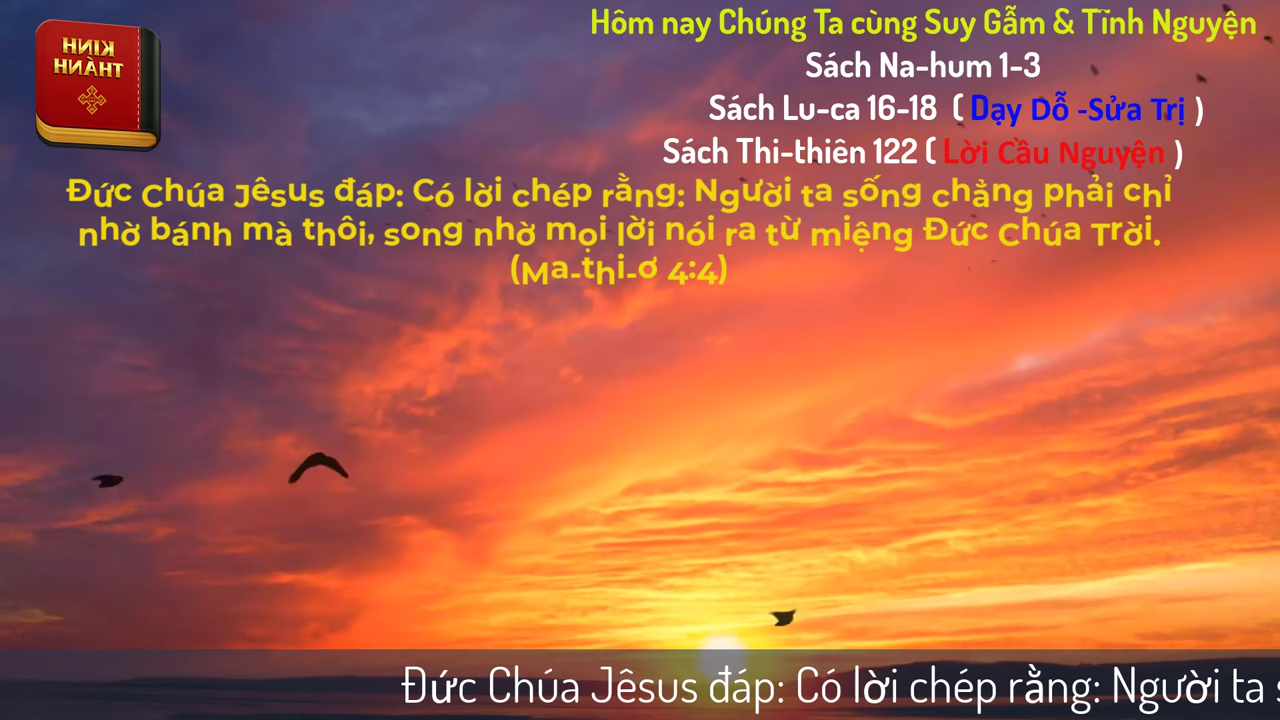 KINH
THÀNH
Hôm nay Chúng Ta cùng Suy Gẫm & Tĩnh Nguyện
Sách Na-hum 1-3
Sách Lu-ca 16-18 ( Dạy Dỗ -Sửa Trị )
Sách Thi-thiên 122 ( Lời Cầu Nguyện )
Đức Chúa Jêsus đáp: Có lời chép rằng: Người ta sống chẳng phải chỉ
nhờ bánh mà thôi, song nhờ mọi lời nói ra từ miệng Đức Chúa Trời.
(Ma-thi-ơ 4:4)
Đức Chúa Jêsus đáp: Có lời chép rằng: Người ta s